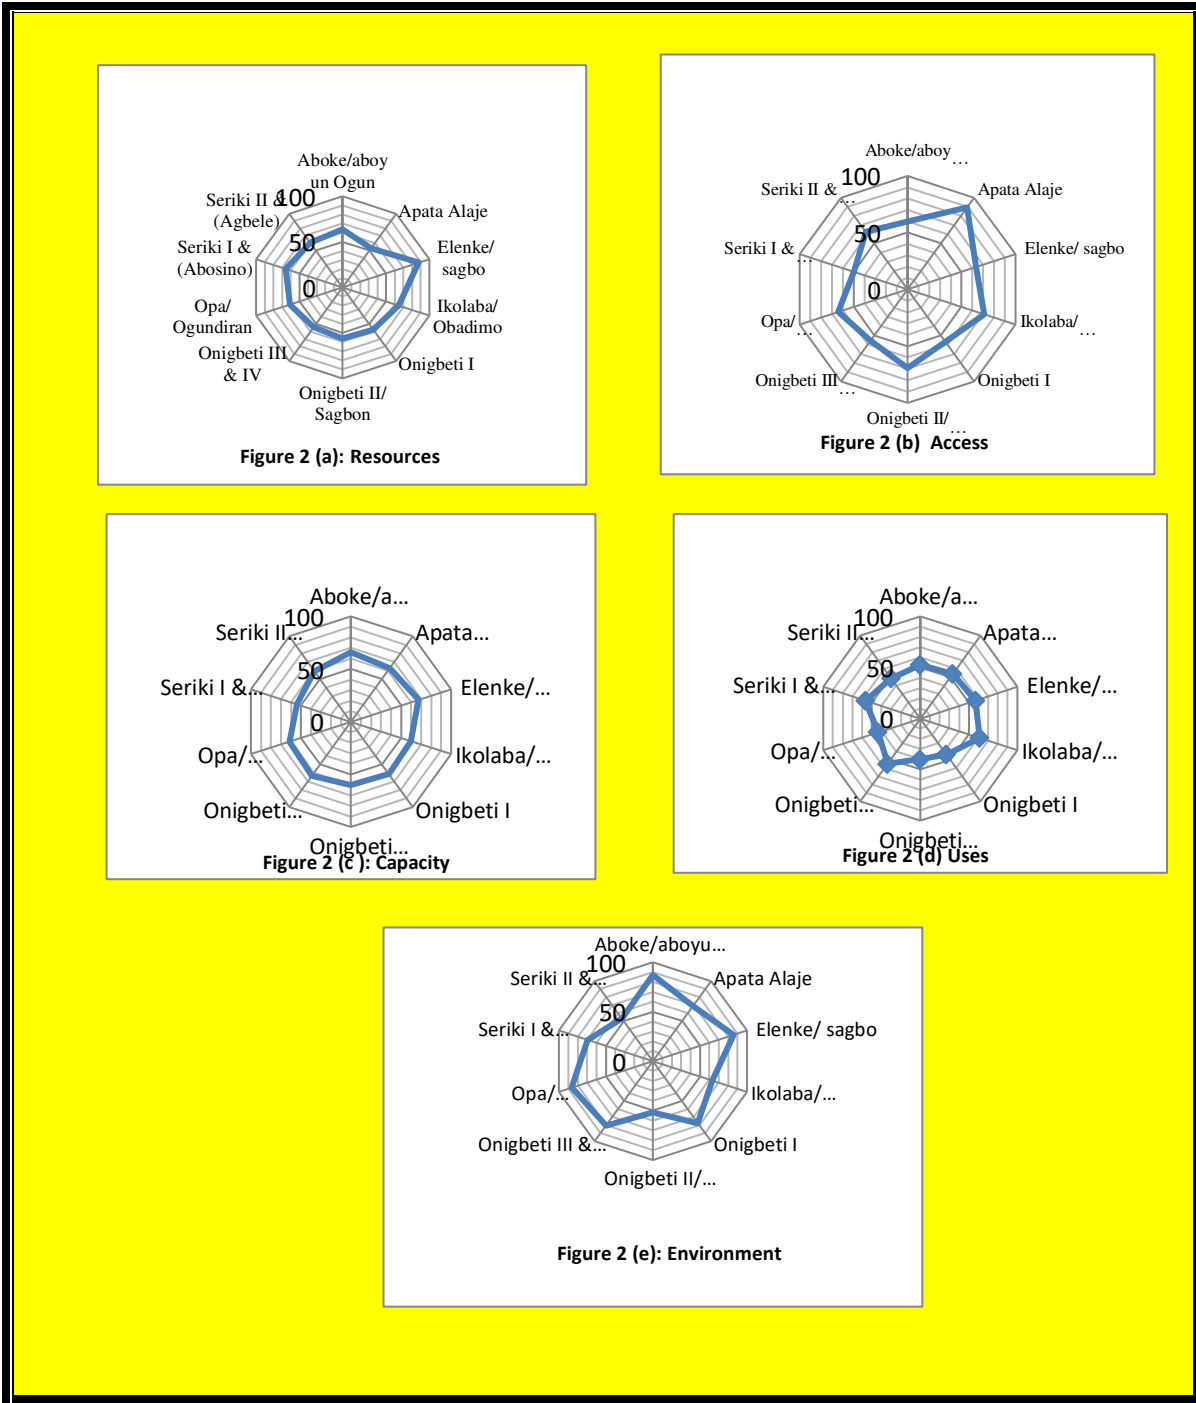 Aboke/aboy
un Ogun
Apata Alaje
Elenke/
sagbo
Ikolaba/
Obadimo
Onigbeti I
Onigbeti II/
Sagbon
Onigbeti III
& IV
Opa/
Ogundiran
Seriki I &
(Abosino)
Seriki II &
(Agbele)
100
50
0
Figure 2 (a): Resources
Aboke/aboy
...
Apata Alaje
Elenke/ sagbo
Ikolaba/
...
Onigbeti I
Onigbeti II/
...
Onigbeti III
...
Opa/
...
Seriki I &
...
Seriki II &
...
100
50
0
Figure 2 (b) Access
Aboke/a...
Apata...
Elenke/...
Ikolaba/...
Onigbeti I
Onigbeti...
Onigbeti...
Opa/...
Seriki I &...
Seriki II...
100
50
0
Figure 2 (c ): Capacity
Aboke/a...
Apata...
Elenke/...
Ikolaba/...
Onigbeti I
Onigbeti...
Onigbeti...
Opa/...
Seriki I &...
Seriki II...
100
50
0
Figure 2 (d) Uses
Aboke/aboyu...
Apata Alaje
Elenke/ sagbo
Ikolaba/...
Onigbeti I
Onigbeti II/...
Onigbeti III &...
Opa/...
Seriki I &...
Seriki II &...
100
50
0
Figure 2 (e): Environment